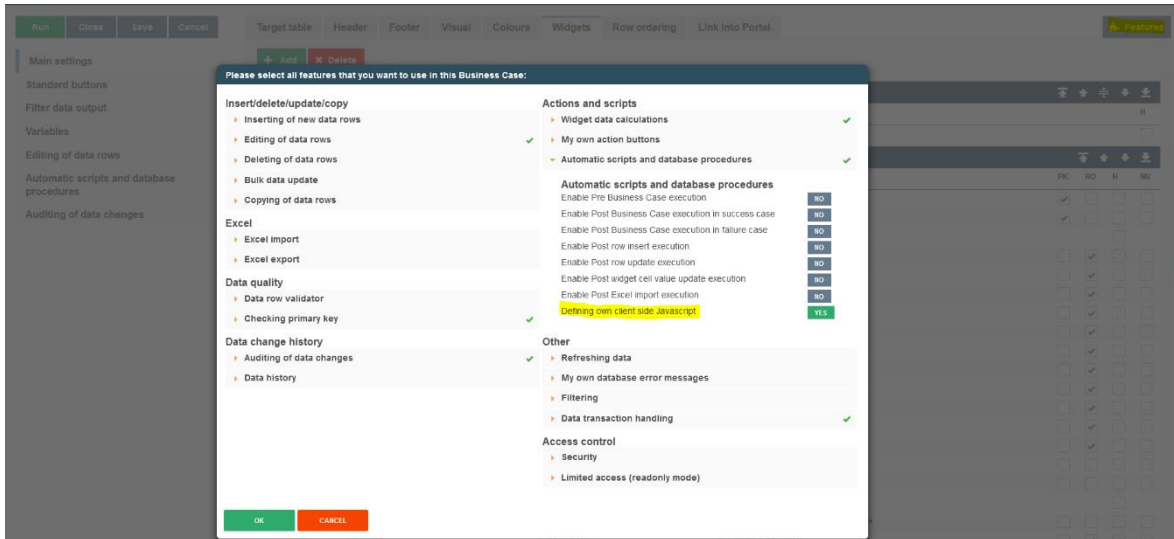 Run Close Save Cancel
Target table Header Footer Visual Colours Widgets Row ordering Link into Portal
Features
Main settings
Standard buttons
Filter data output
Variables
Editing of data rows
Automatic scripts and database
procedures
Auditing of data changes
+ Add ✖ Delete
H
PK RO H NN
Please select all features that you want to use in this Business Case:
Insert/delete/update/copy
Inserting of new data rows
Editing of data rows
Deleting of data rows
Bulk data update
Copying of data rows
Excel
Excel import
Excel export
Data quality
Data row validator
Checking primary key
Data change history
Auditing of data changes
Data history
Actions and scripts
Widget data calculations
My own action buttons
Automatic scripts and database procedures
Automatic scripts and database procedures
Enable Pre Business Case execution NO
Enable Post Business Case execution in success case NO
Enable Post Business Case execution in failure case NO
Enable Post row insert execution NO
Enable Post row update execution NO
Enable Post widget cell value update execution NO
Enable Post Excel import execution NO
Defining own client side Javascript YES
Other
Refreshing data
My own database error messages
Filtering
Data transaction handling
Access control
Security
Limited access (readonly mode)
OK CANCEL